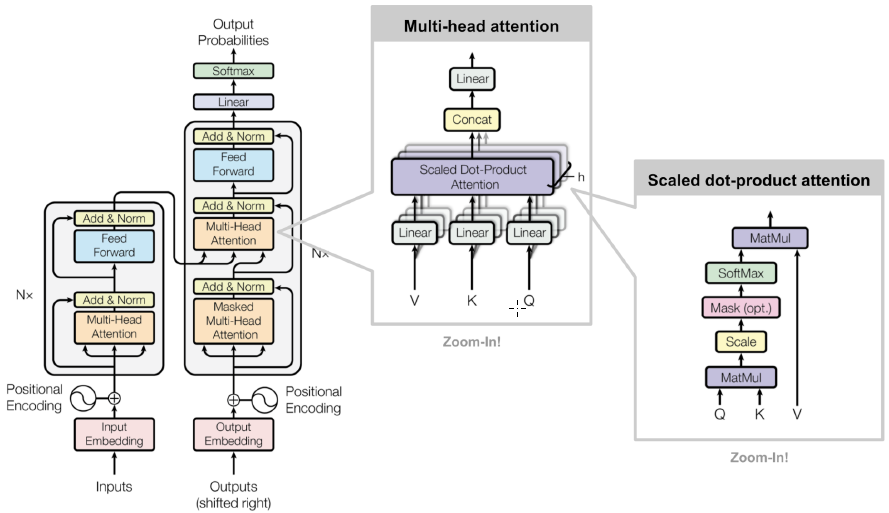 Output
Probabilities
Softmax
Linear
Add & Norm
Feed
Forward
Add & Norm
Multi-Head
Attention
Add & Norm
Masked
Multi-Head
Attention
Nx
Positional
Encoding
Output
Embedding
Outputs
(shifted right)
Add & Norm
Feed
Forward
Nx
Add & Norm
Multi-Head
Attention
Positional
Encoding
Input
Embedding
Inputs
Multi-head attention
Linear
Concat
Scaled Dot-Product
Attention
h
Linear
Linear
Linear
V
K
Q
Zoom-In!
Scaled dot-product attention
MatMul
SoftMax
Mask (opt.)
Scale
MatMul
Q
K
V
Zoom-In!